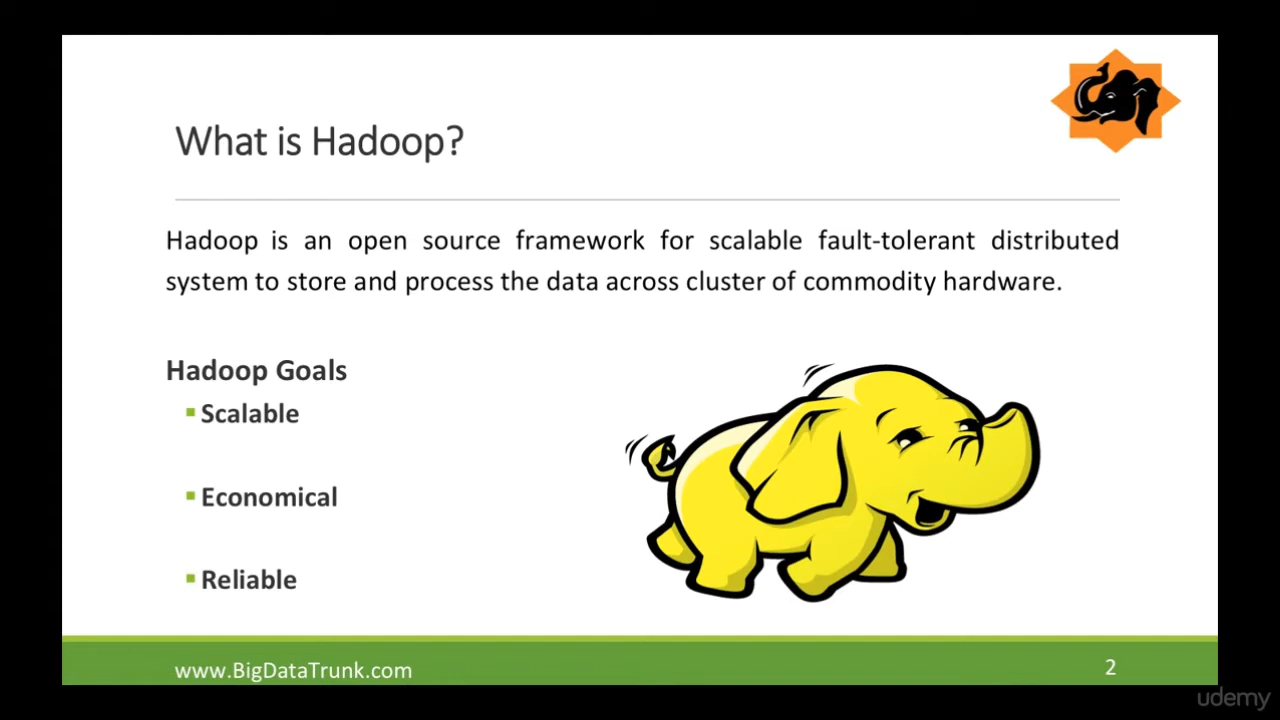 What is Hadoop?
Hadoop is an open source framework for scalable fault-tolerant distributed
system to store and process the data across cluster of commodity hardware.
Hadoop Goals
▪ Scalable
▪ Economical
▪ Reliable
www.BigDataTrunk.com
2
udemy